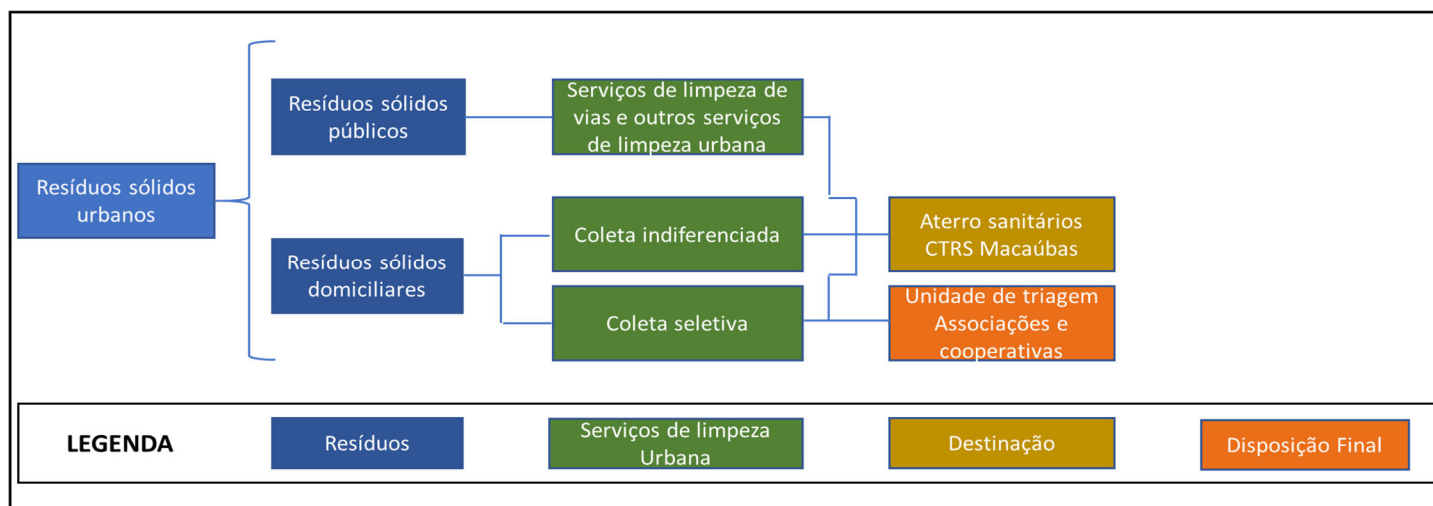 Resíduos sólidos
urbanos
Resíduos sólidos
públicos
Serviços de limpeza de
vias e outros serviços
de limpeza urbana
Resíduos sólidos
domiciliares
Coleta indiferenciada
Coleta seletiva
Aterro sanitários
CTRS Macaúbas
Unidade de triagem
Associações e
cooperativas
LEGENDA
Resíduos
Serviços de limpeza
Urbana
Destinação
Disposição Final